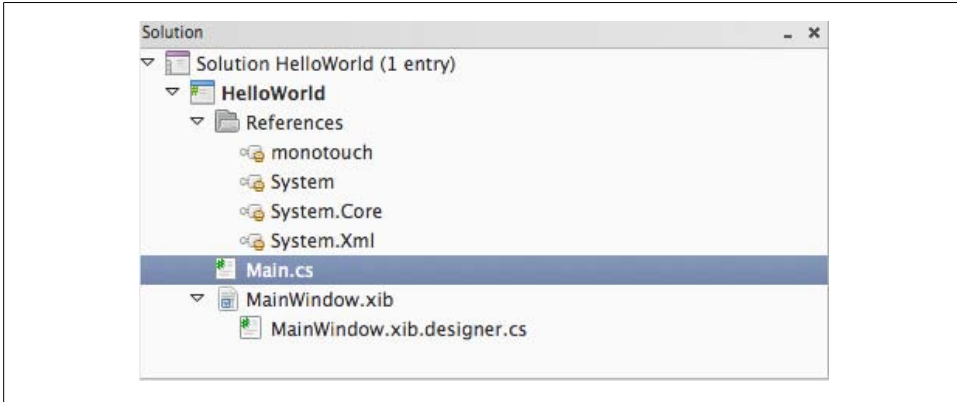 Solution
Solution HelloWorld (1 entry)
HelloWorld
References
monotouch
System
System.Core
System.Xml
Main.cs
MainWindow.xib
MainWindow.xib.designer.cs